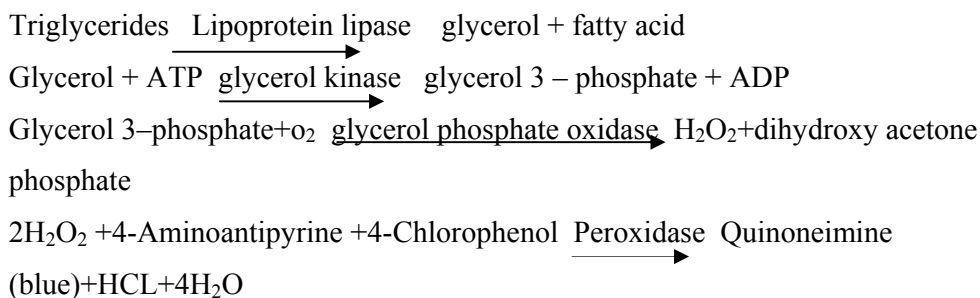 Triglycerides Lipoprotein lipase glycerol + fatty acid
Glycerol + ATP glycerol kinase glycerol 3 – phosphate + ADP
Glycerol 3–phosphate+o₂ glycerol phosphate oxidase H₂O₂+dihydroxy acetone
phosphate
2H₂O₂ +4-Aminoantipyrine +4-Chlorophenol Peroxidase Quinoneimine
(blue)+HCL+4H₂O